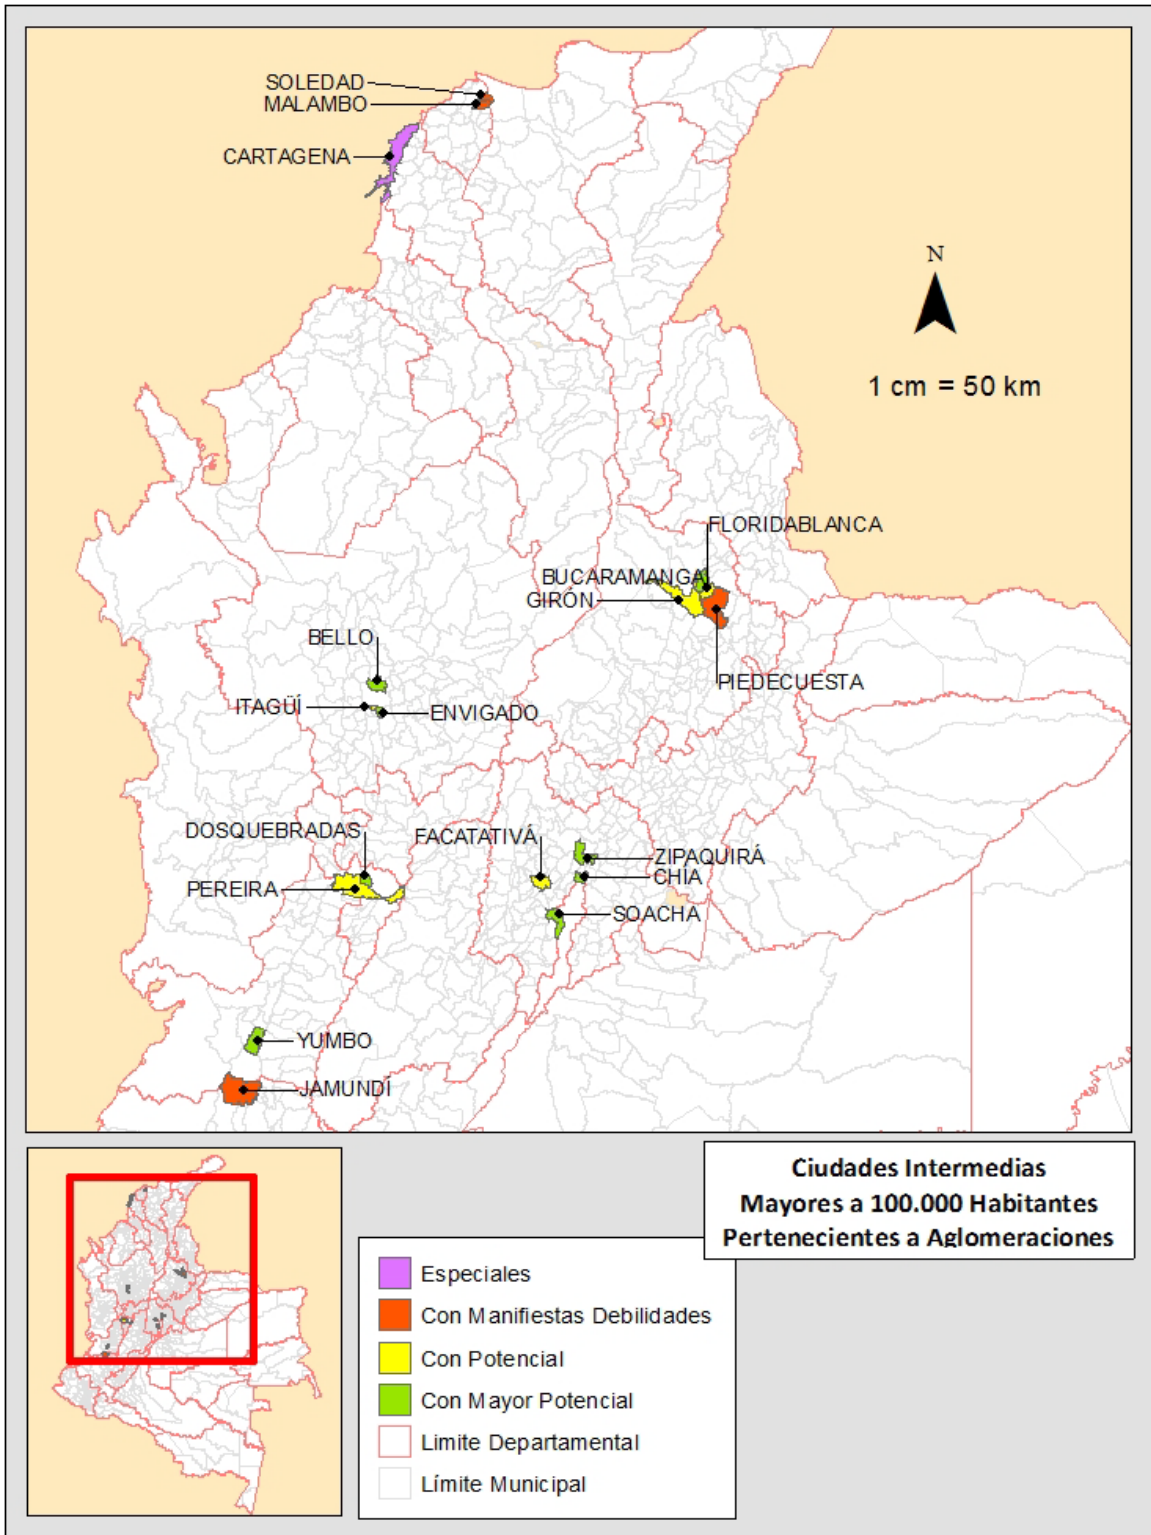 SOLEDAD
MALAMBO
CARTAGENA
N
1 cm = 50 km
FLORIDABLANCA
BUCARAMANGA
GIRÓN
BELLO
PIEDECUESTA
ITAGÜÍ
ENVIGADO
DOSQUEBRADAS
FACATATIVÁ
ZIPAQUIRÁ
CHÍA
PEREIRA
SOACHA
YUMBO
JAMUNDÍ
Ciudades Intermedias
Mayores a 100.000 Habitantes
Pertenecientes a Aglomeraciones
Especiales
Con Manifiestas Debilidades
Con Potencial
Con Mayor Potencial
Limite Departamental
Límite Municipal